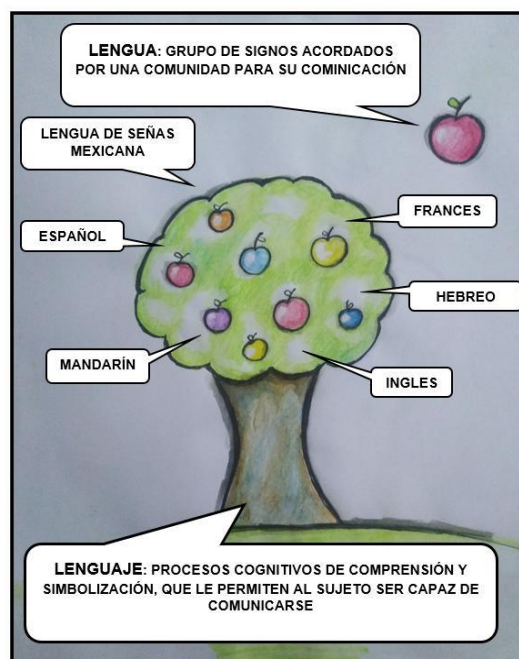 LENGUA: GRUPO DE SIGNOS ACORDADOS
POR UNA COMUNIDAD PARA SU COMINICACIÓN
LENGUA DE SEÑAS
MEXICANA
FRANCES
ESPAÑOL
HEBREO
MANDARÍN
INGLES
LENGUAJE: PROCESOS COGNITIVOS DE COMPRENSIÓN Y
SIMBOLIZACIÓN, QUE LE PERMITEN AL SUJETO SER CAPAZ DE
COMUNICARSE